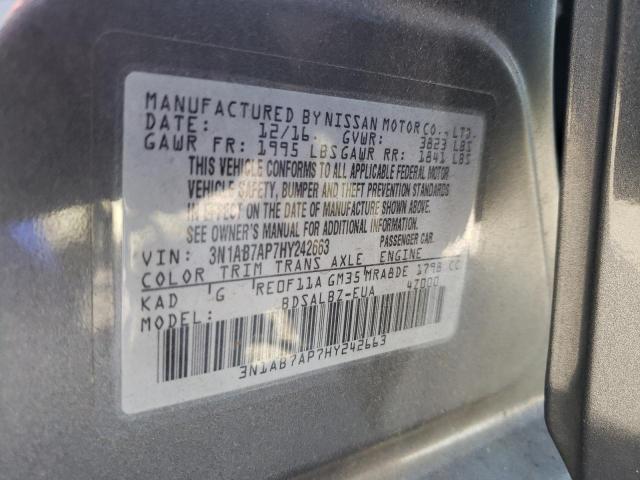 MANUFACTURED BY NISSAN MOTOR CO., LTD.
DATE: 12/16 GVWR: 3823 LBS
GAWR FR: 1995 LBS GAWR RR: 1841 LBS
THIS VEHICLE CONFORMS TO ALL APPLICABLE FEDERAL MOTOR
VEHICLE SAFETY, BUMPER AND THEFT PREVENTION STANDARDS
IN EFFECT ON THE DATE OF MANUFACTURE SHOWN ABOVE.
SEE OWNER'S MANUAL FOR ADDITIONAL INFORMATION.
VIN: 3N1AB7AP7HY242663 PASSENGER CAR
COLOR TRIM TRANS AXLE ENGINE
KAD G RE0F11A GM35 MRA8DE 1798 CC
MODEL: BDSALBZ-EUA 4Z000
3N1AB7AP7HY242663